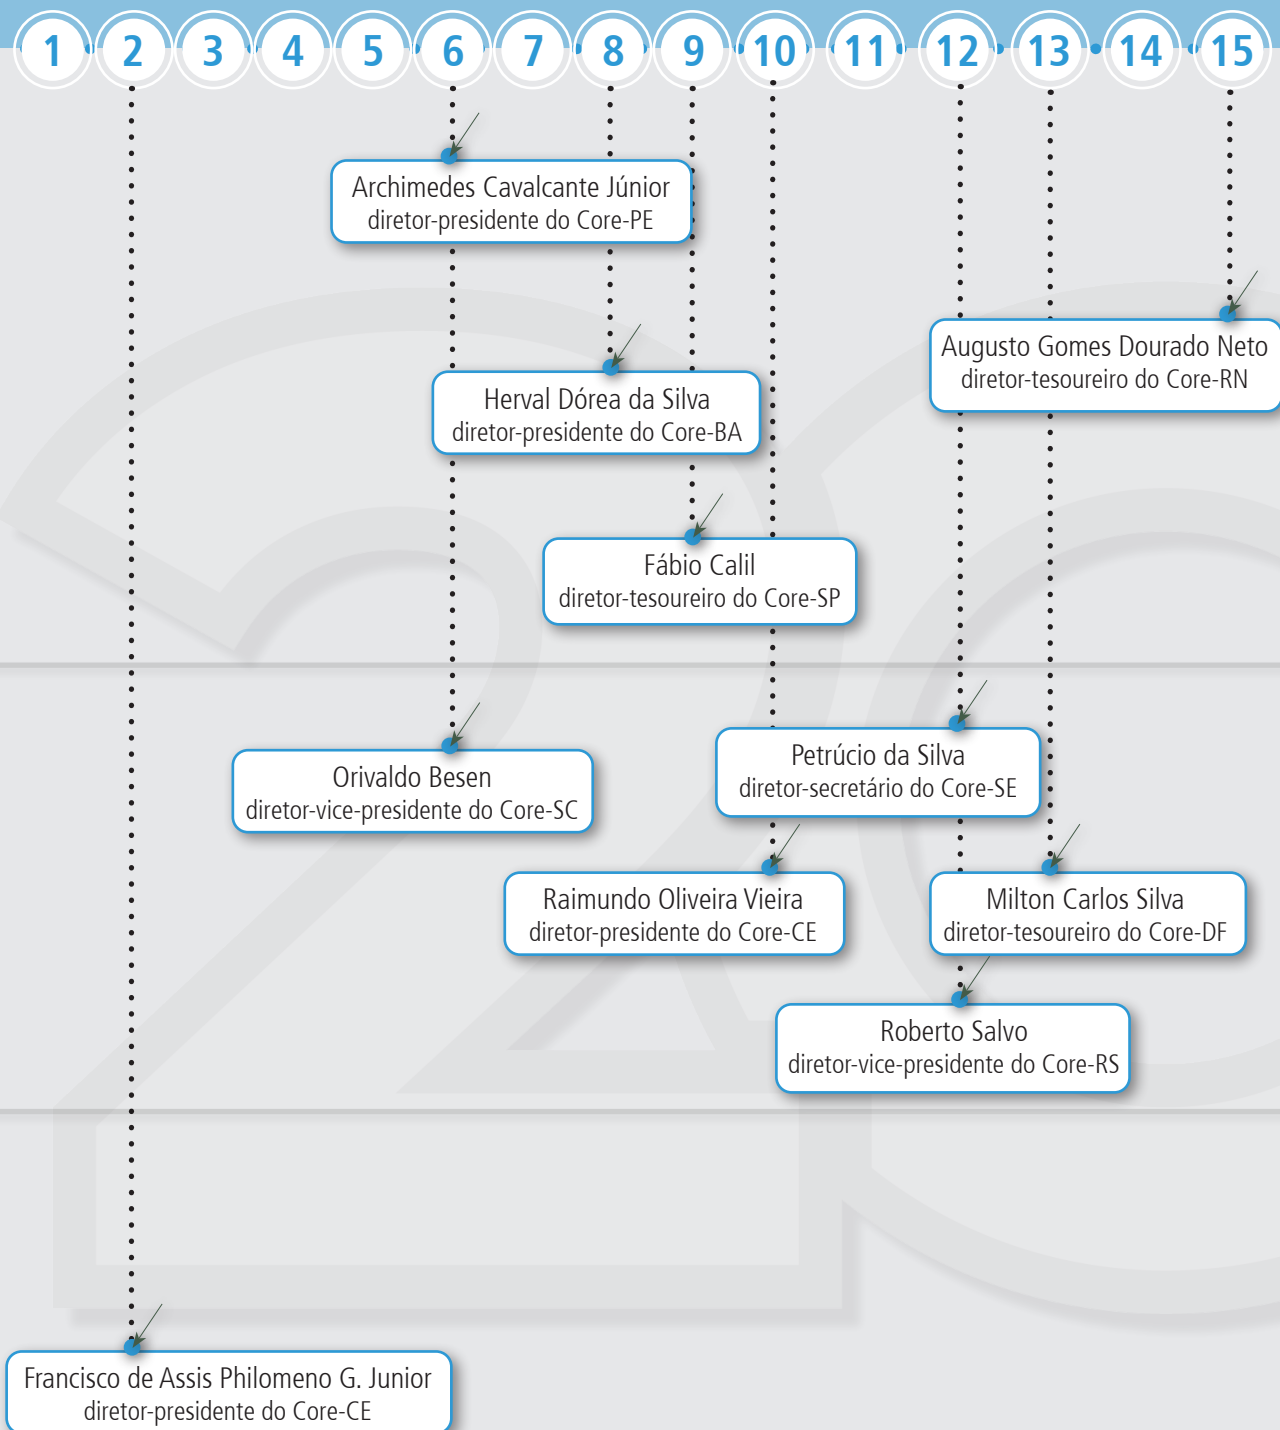 1 2 3 4 5 6 7 8 9 10 11 12 13 14 15
Archimedes Cavalcante Júnior
diretor-presidente do Core-PE
Augusto Gomes Dourado Neto
diretor-tesoureiro do Core-RN
Herval Dórea da Silva
diretor-presidente do Core-BA
Fábio Calil
diretor-tesoureiro do Core-SP
Petrúcio da Silva
diretor-secretário do Core-SE
Orivaldo Besen
diretor-vice-presidente do Core-SC
Raimundo Oliveira Vieira
diretor-presidente do Core-CE
Milton Carlos Silva
diretor-tesoureiro do Core-DF
Roberto Salvo
diretor-vice-presidente do Core-RS
Francisco de Assis Philomeno G. Junior
diretor-presidente do Core-CE